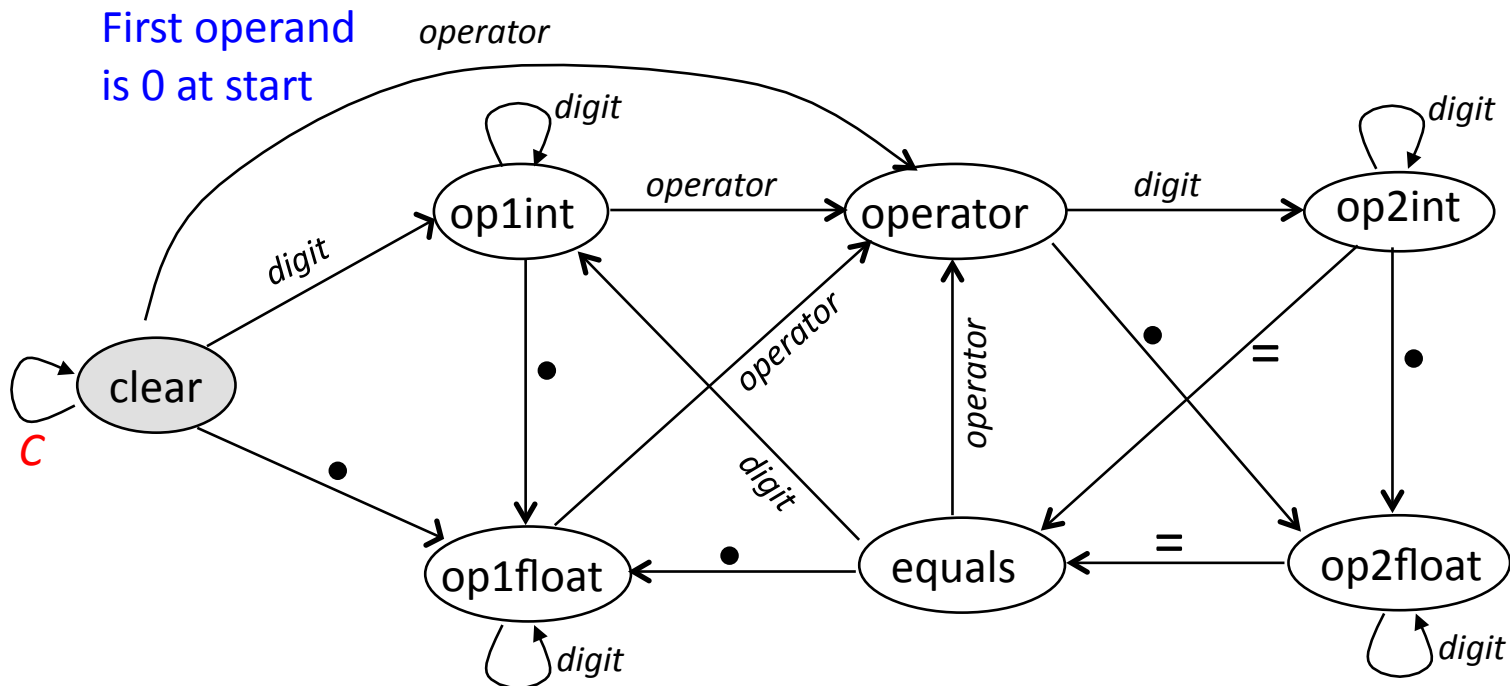 First operand
is 0 at start
operator
digit
digit
op1int
operator
operator
digit
op2int
digit
clear
C
•
•
operator
digit
operator
•
=
•
op1float
•
equals
=
op2float
digit
digit